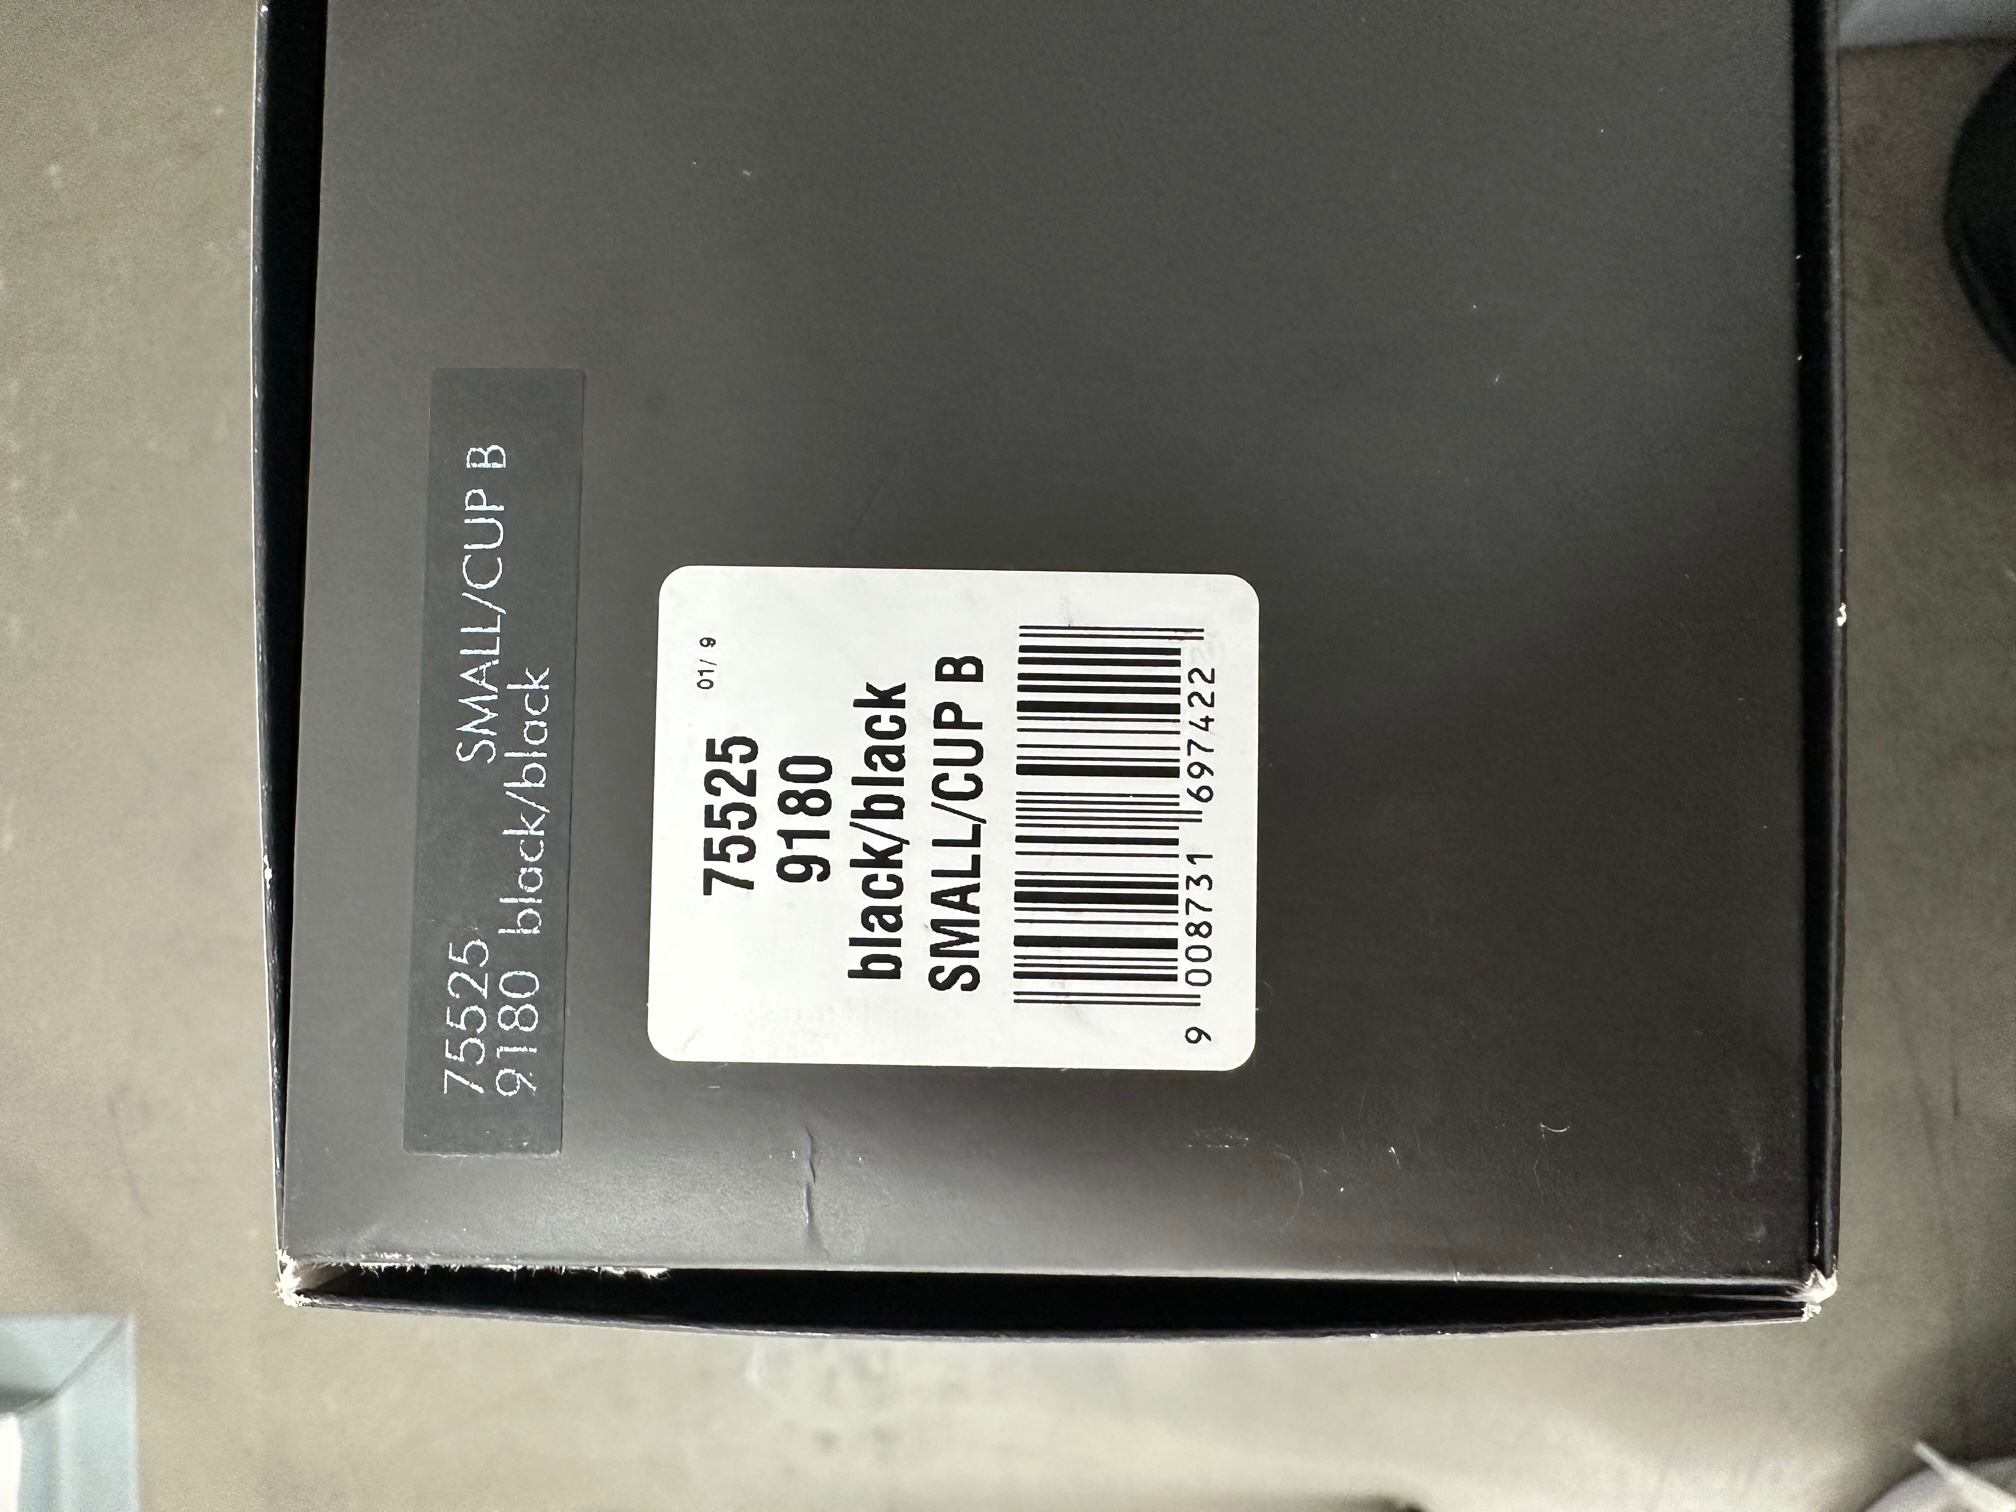 75525 SMALL/CUP B
9180 black/black
01/ 9
75525
9180
black/black
SMALL/CUP B
9 008731 697422